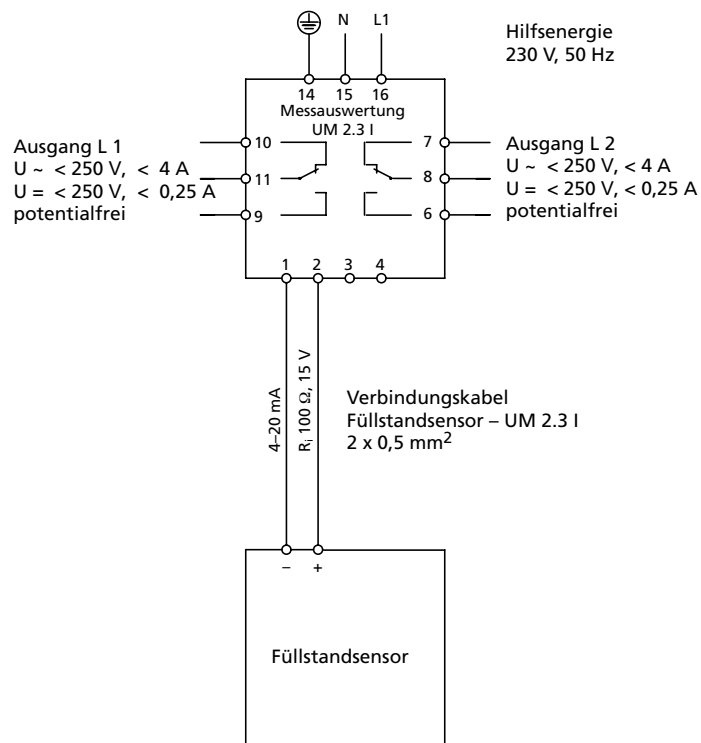 N L1
Hilfsenergie
230 V, 50 Hz
14 15 16
Messauswertung
UM 2.3 I
Ausgang L 1
U ~ < 250 V, < 4 A
U = < 250 V, < 0,25 A
potentialfrei
10
11
9
7
8
6
Ausgang L 2
U ~ < 250 V, < 4 A
U = < 250 V, < 0,25 A
potentialfrei
1 2 3 4
4–20 mA
Ri 100 Ω, 15 V
Verbindungskabel
Füllstandsensor – UM 2.3 I
2 x 0,5 mm²
– +
Füllstandsensor